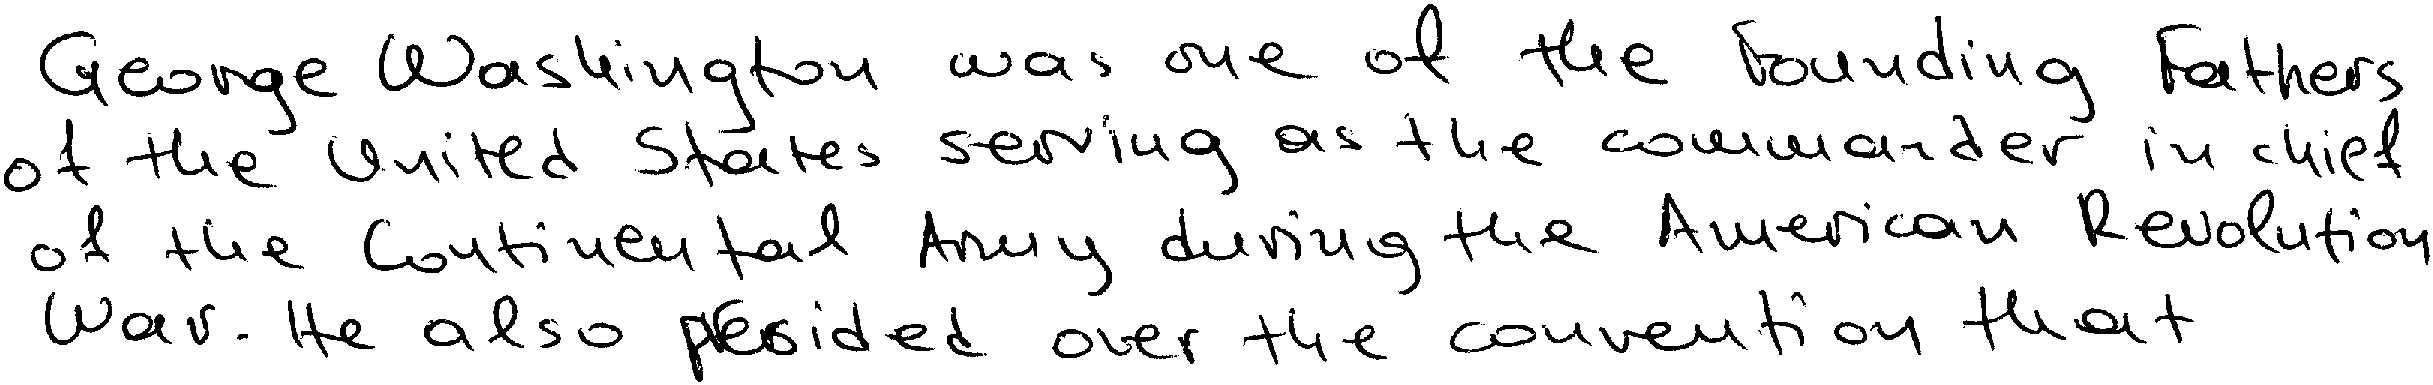 George Washington was one of the Founding Fathers
of the United States serving as the commander in chief
of the Continental Army during the American Revolution
War. He also presided over the convention that